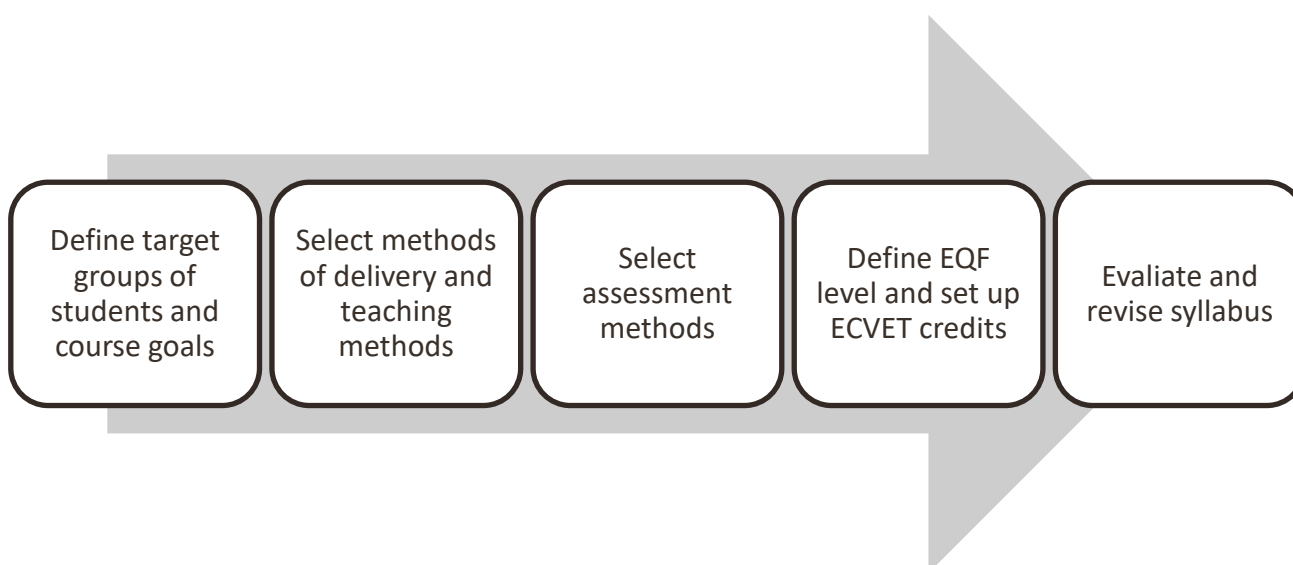 Define target
groups of
students and
course goals
Select methods
of delivery and
teaching
methods
Select
assessment
methods
Define EQF
level and set up
ECVET credits
Evaluate and
revise syllabus